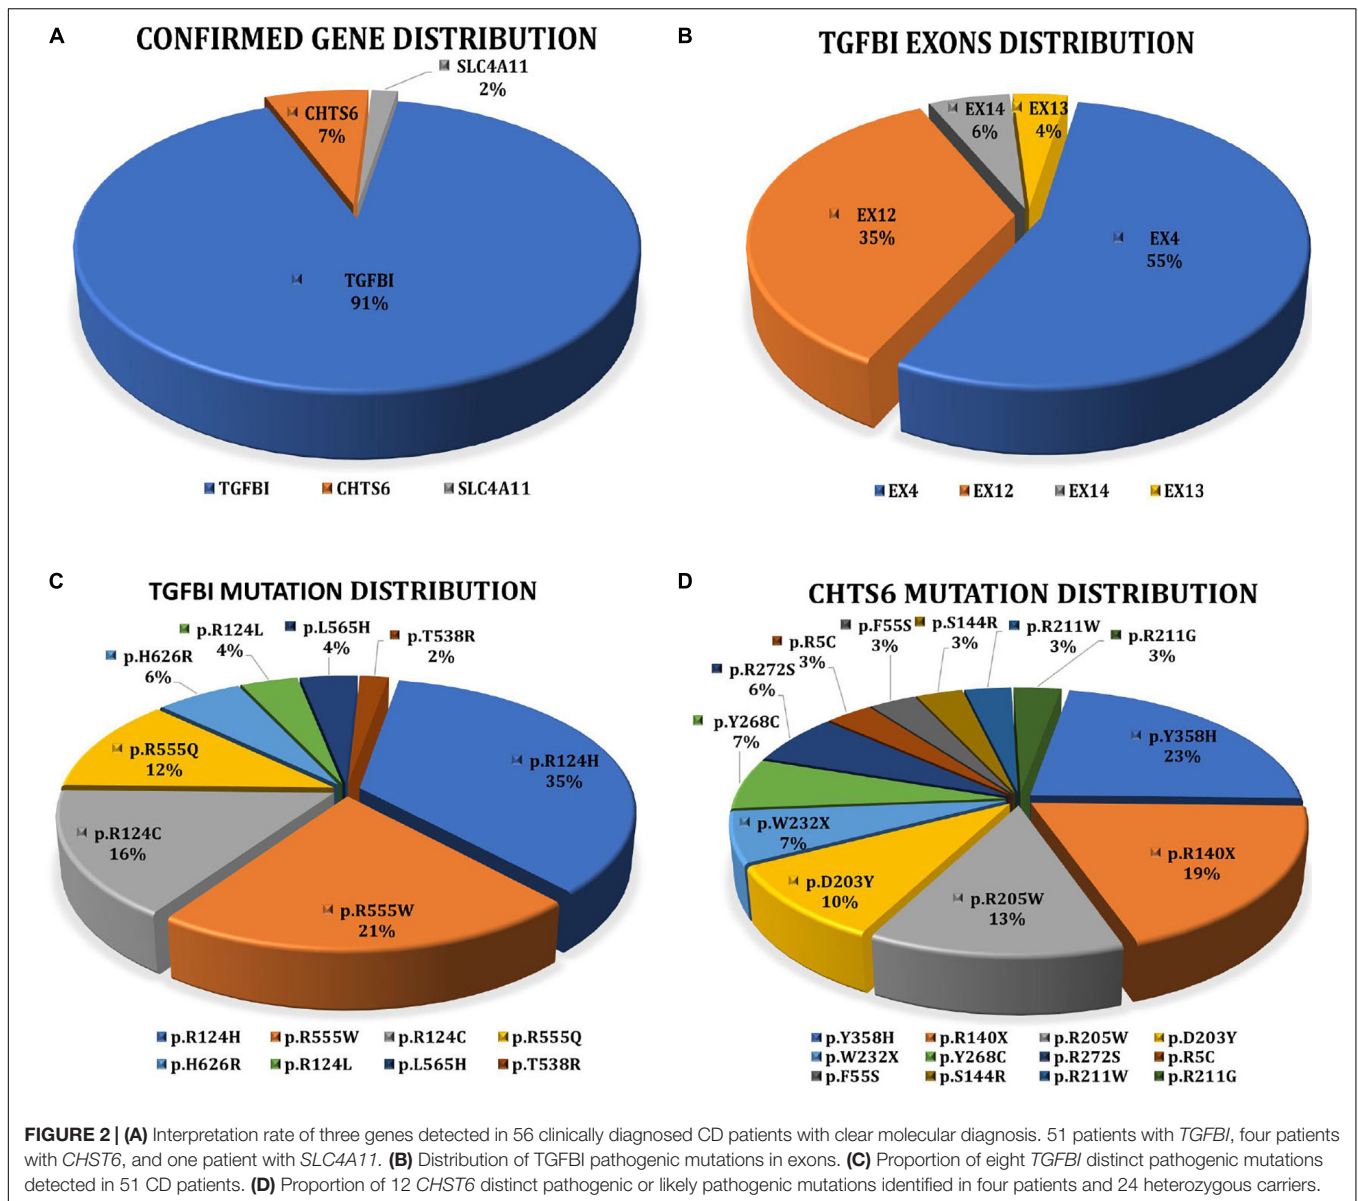 A
CONFIRMED GENE DISTRIBUTION
SLC4A11
2%
CHTS6
7%
TGFBI
91%
TGFBI CHTS6 SLC4A11
B
TGFBI EXONS DISTRIBUTION
EX14
6%
EX13
4%
EX12
35%
EX4
55%
EX4 EX12 EX14 EX13
C
TGFBI MUTATION DISTRIBUTION
p.R124L
4%
p.L565H
4%
p.T538R
2%
p.H626R
6%
p.R555Q
12%
p.R124H
35%
p.R124C
16%
p.R555W
21%
p.R124H p.R555W p.R124C p.R555Q
p.H626R p.R124L p.L565H p.T538R
D
CHTS6 MUTATION DISTRIBUTION
p.F55S
3%
p.S144R
3%
p.R211W
3%
p.R211G
3%
p.R5C
3%
p.R272S
6%
p.Y268C
7%
p.Y358H
23%
p.W232X
7%
p.R140X
19%
p.D203Y
10%
p.R205W
13%
p.Y358H p.R140X p.R205W p.D203Y
p.W232X p.Y268C p.R272S p.R5C
p.F55S p.S144R p.R211W p.R211G
FIGURE 2 | (A) Interpretation rate of three genes detected in 56 clinically diagnosed CD patients with clear molecular diagnosis. 51 patients with TGFBI, four patients
with CHST6, and one patient with SLC4A11. (B) Distribution of TGFBI pathogenic mutations in exons. (C) Proportion of eight TGFBI distinct pathogenic mutations
detected in 51 CD patients. (D) Proportion of 12 CHST6 distinct pathogenic or likely pathogenic mutations identified in four patients and 24 heterozygous carriers.